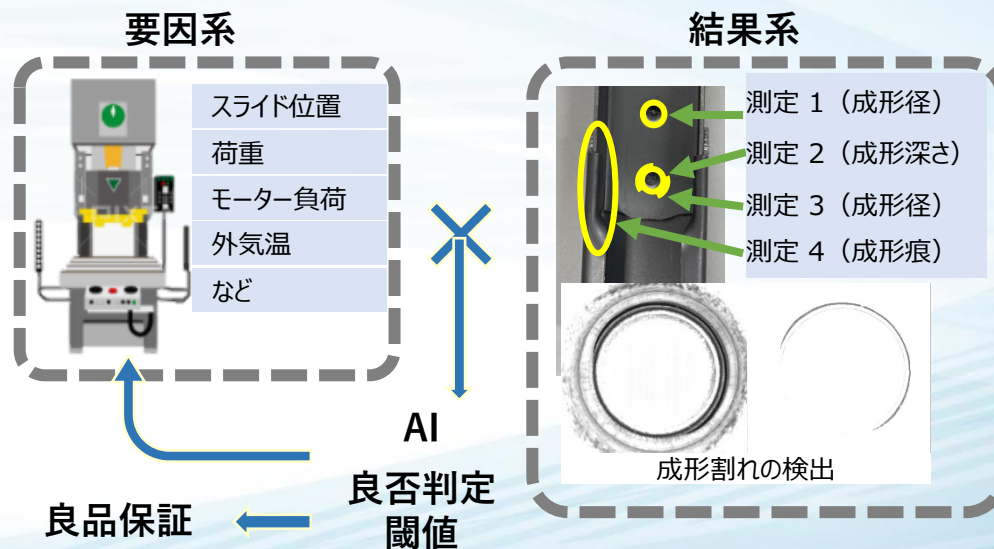 要因系
スライド位置
荷重
モーター負荷
外気温
など
結果系
測定 1（成形径）
測定 2（成形深さ）
測定 3（成形径）
測定 4（成形痕）
成形割れの検出
AI
良否判定
閾値
良品保証